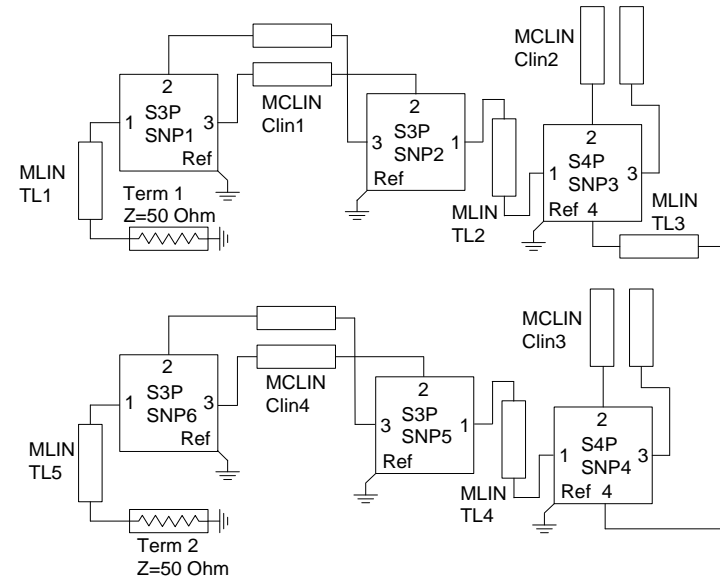 MCLIN
Clin2
2
S3P
1
3
SNP1
Ref
MCLIN
Clin1
2
S3P
3
1
SNP2
Ref
2
S4P
1
3
SNP3
Ref 4
MLIN
TL1
Term 1
Z=50 Ohm
MLIN
TL2
MLIN
TL3
MCLIN
Clin3
2
S3P
1
3
SNP6
Ref
MCLIN
Clin4
2
S3P
3
1
SNP5
Ref
2
S4P
1
3
SNP4
Ref 4
MLIN
TL5
MLIN
TL4
Term 2
Z=50 Ohm